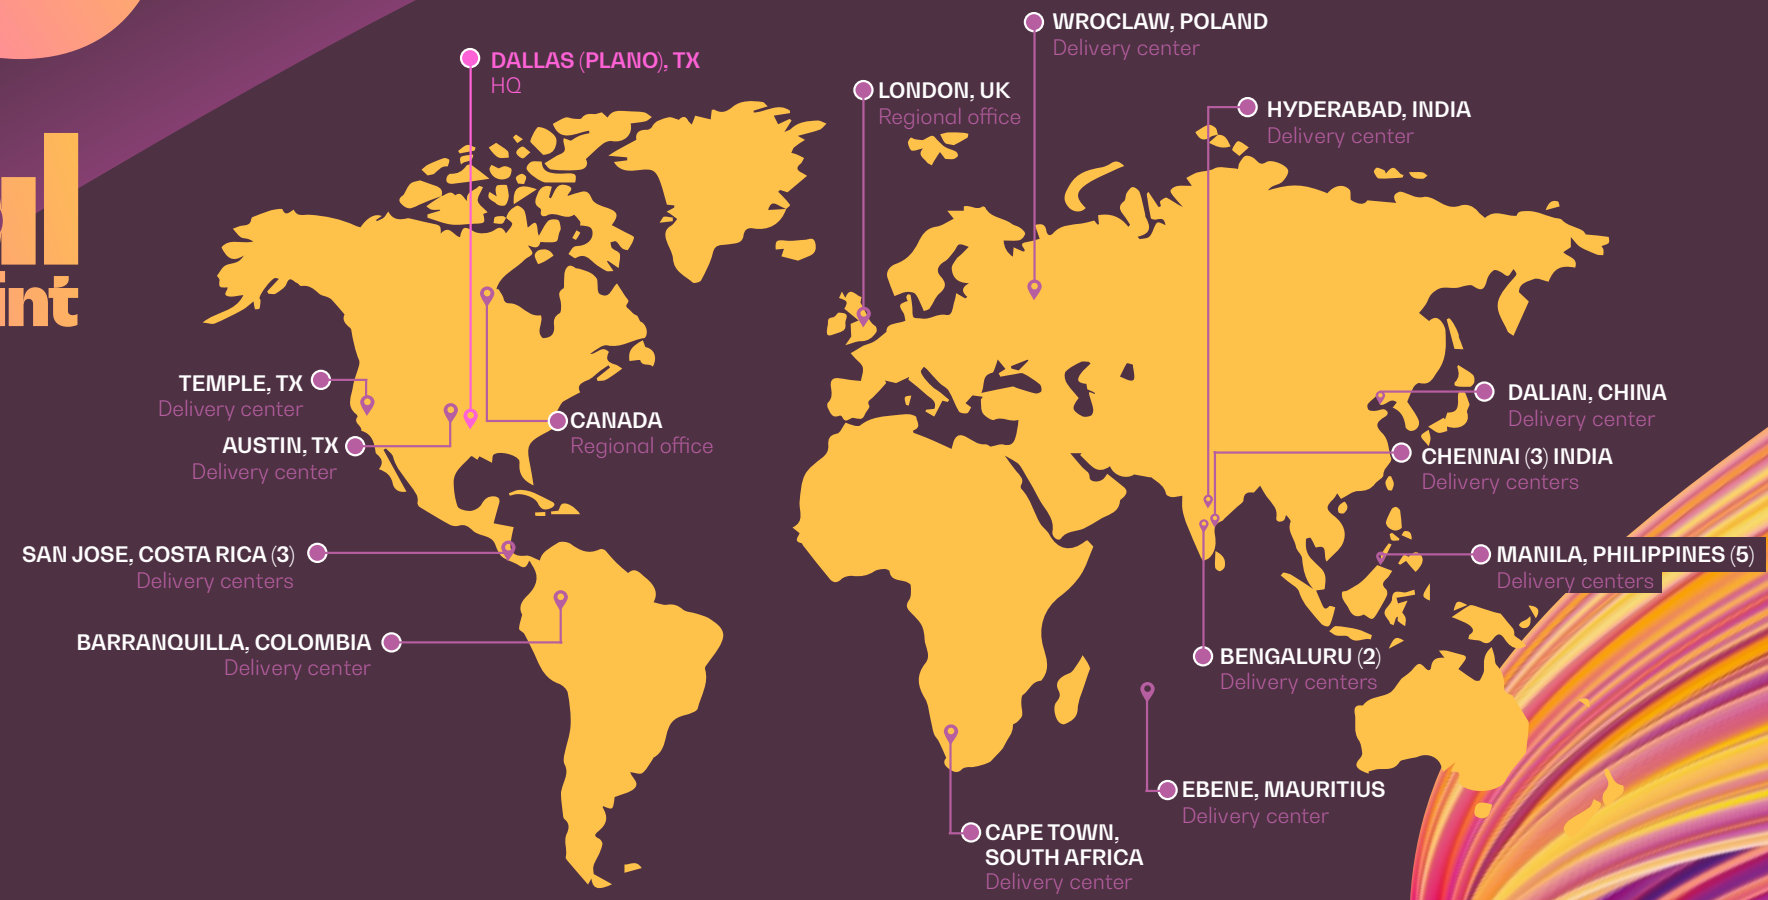 WROCLAW, POLAND
Delivery center
DALLAS (PLANO), TX
HQ
LONDON, UK
Regional office
HYDERABAD, INDIA
Delivery center
int
TEMPLE, TX
Delivery center
DALIAN, CHINA
Delivery center
CANADA
Regional office
AUSTIN, TX
Delivery center
CHENNAI (3) INDIA
Delivery centers
SAN JOSE, COSTA RICA (3)
Delivery centers
MANILA, PHILIPPINES (5)
Delivery centers
BARRANQUILLA, COLOMBIA
Delivery center
BENGALURU (2)
Delivery centers
EBENE, MAURITIUS
Delivery center
CAPE TOWN,
SOUTH AFRICA
Delivery center